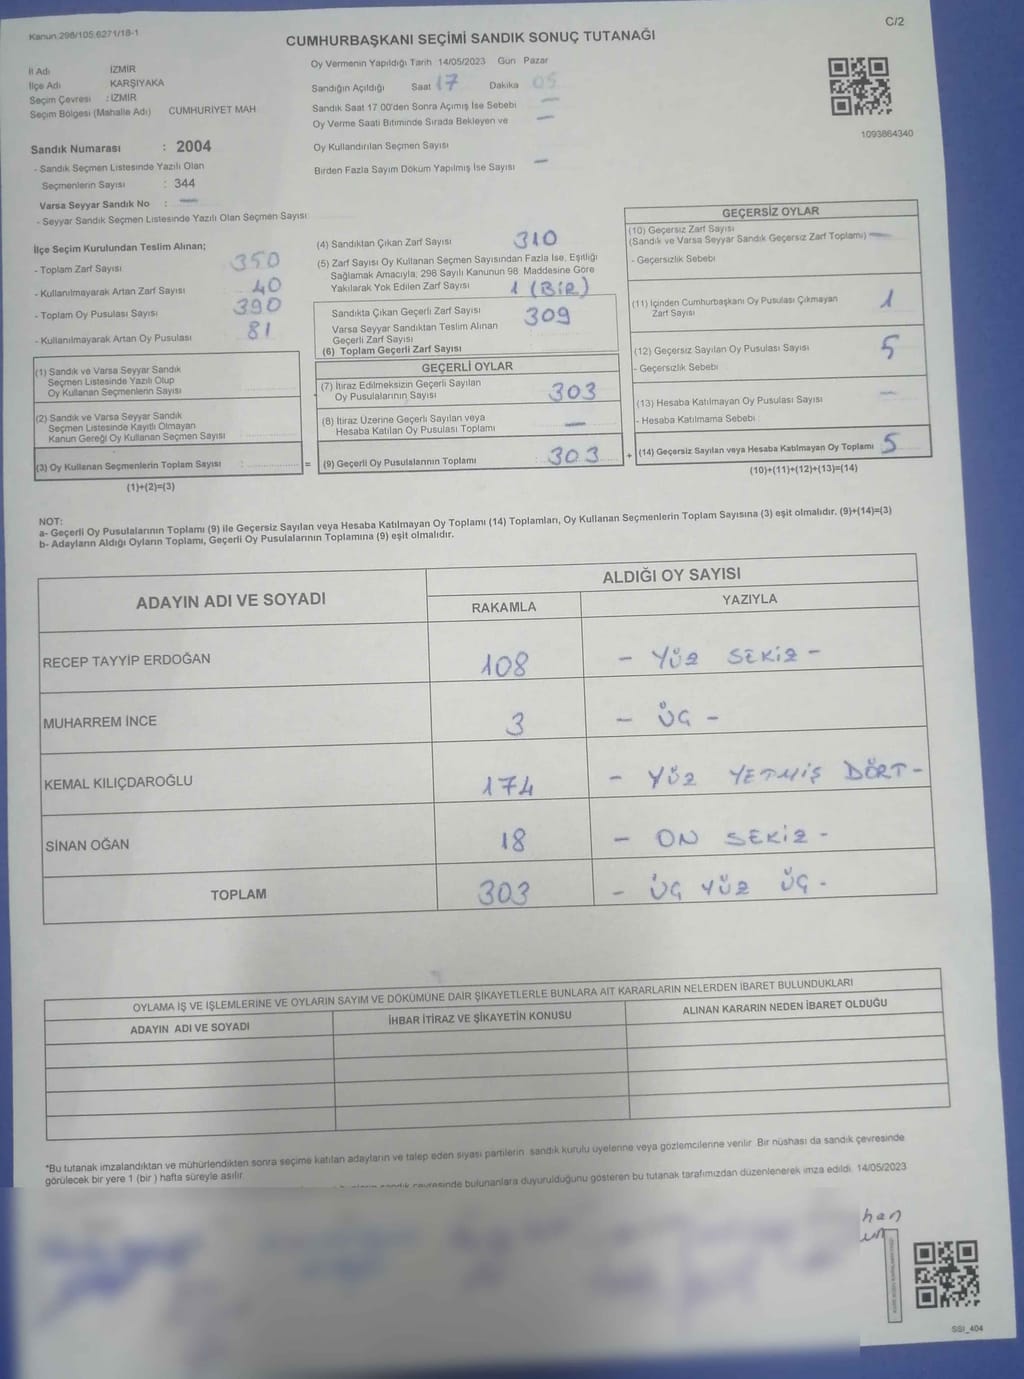 Kanun.298/105.6271/18-1
C/2
CUMHURBAŞKANI SEÇİMİ SANDIK SONUÇ TUTANAĞI
İl Adı İZMİR
İlçe Adı KARŞIYAKA
Seçim Çevresi : İZMİR
Seçim Bölgesi (Mahalle Adı) CUMHURİYET MAH
Oy Vermenin Yapıldığı Tarih 14/05/2023 Gün Pazar
Sandığın Açıldığı Saat 17 Dakika 05
Sandık Saat 17 00'den Sonra Açımış İse Sebebi —
Oy Verme Saati Bitiminde Sırada Bekleyen ve —
Oy Kullandırılan Seçmen Sayısı
Birden Fazla Sayım Döküm Yapılmış İse Sayısı —
1093864340
Sandık Numarası : 2004
- Sandık Seçmen Listesinde Yazılı Olan
Seçmenlerin Sayısı : 344
Varsa Seyyar Sandık No : —
- Seyyar Sandık Seçmen Listesinde Yazılı Olan Seçmen Sayısı
İlçe Seçim Kurulundan Teslim Alınan;
- Toplam Zarf Sayısı 350
- Kullanılmayarak Artan Zarf Sayısı 40
- Toplam Oy Pusulası Sayısı 390
- Kullanılmayarak Artan Oy Pusulası 81
(4) Sandıktan Çıkan Zarf Sayısı 310
(5) Zarf Sayısı Oy Kullanan Seçmen Sayısından Fazla İse, Eşitliği
Sağlamak Amacıyla; 298 Sayılı Kanunun 98 Maddesine Göre
Yakılarak Yok Edilen Zarf Sayısı 1 (BİR)
Sandıkta Çıkan Geçerli Zarf Sayısı 309
Varsa Seyyar Sandıktan Teslim Alınan
Geçerli Zarf Sayısı
(6) Toplam Geçerli Zarf Sayısı
GEÇERSİZ OYLAR
(10) Geçersiz Zarf Sayısı
(Sandık ve Varsa Seyyar Sandık Geçersiz Zarf Toplamı) —
- Geçersizlik Sebebi
(11) İçinden Cumhurbaşkanı Oy Pusulası Çıkmayan
Zarf Sayısı 1
(12) Geçersiz Sayılan Oy Pusulası Sayısı 5
- Geçersizlik Sebebi
(13) Hesaba Katılmayan Oy Pusulası Sayısı —
- Hesaba Katılmama Sebebi :
(14) Geçersiz Sayılan veya Hesaba Katılmayan Oy Toplamı 5
(10)+(11)+(12)+(13)=(14)
(1) Sandık ve Varsa Seyyar Sandık
Seçmen Listesinde Yazılı Olup
Oy Kullanan Seçmenlerin Sayısı
(2) Sandık ve Varsa Seyyar Sandık
Seçmen Listesinde Kayıtlı Olmayan
Kanun Gereği Oy Kullanan Seçmen Sayısı
(3) Oy Kullanan Seçmenlerin Toplam Sayısı : =
(1)+(2)=(3)
GEÇERLİ OYLAR
(7) İtiraz Edilmeksizin Geçerli Sayılan
Oy Pusulalarının Sayısı 303
(8) İtiraz Üzerine Geçerli Sayılan veya
Hesaba Katılan Oy Pusulası Toplamı —
(9) Geçerli Oy Pusulalarının Toplamı : 303 +
NOT:
a- Geçerli Oy Pusulalarının Toplamı (9) ile Geçersiz Sayılan veya Hesaba Katılmayan Oy Toplamı (14) Toplamları, Oy Kullanan Seçmenlerin Toplam Sayısına (3) eşit olmalıdır. (9)+(14)=(3)
b- Adayların Aldığı Oyların Toplamı, Geçerli Oy Pusulalarının Toplamına (9) eşit olmalıdır.
ADAYIN ADI VE SOYADI ALDIĞI OY SAYISI
RAKAMLA YAZIYLA
RECEP TAYYİP ERDOĞAN 108 - YÜZ SEKİZ -
MUHARREM İNCE 3 - ÜÇ -
KEMAL KILIÇDAROĞLU 174 - YÜZ YETMİŞ DÖRT -
SİNAN OĞAN 18 - ON SEKİZ -
TOPLAM 303 - ÜÇ YÜZ ÜÇ -
OYLAMA İŞ VE İŞLEMLERİNE VE OYLARIN SAYIM VE DÖKÜMÜNE DAİR ŞİKAYETLERLE BUNLARA AİT KARARLARIN NELERDEN İBARET BULUNDUKLARI
ADAYIN ADI VE SOYADI İHBAR İTİRAZ VE ŞİKAYETİN KONUSU ALINAN KARARIN NEDEN İBARET OLDUĞU
*Bu tutanak imzalandıktan ve mühürlendikten sonra seçime katılan adayların ve talep eden siyasi partilerin sandık kurulu üyelerine veya gözlemcilerine verilir Bir nüshası da sandık çevresinde
görülecek bir yere 1 (bir ) hafta süreyle asılır.
sandık çevresinde bulunanlara duyurulduğunu gösteren bu tutanak tarafımızdan düzenlenerek imza edildi. 14/05/2023
han
SSI_404